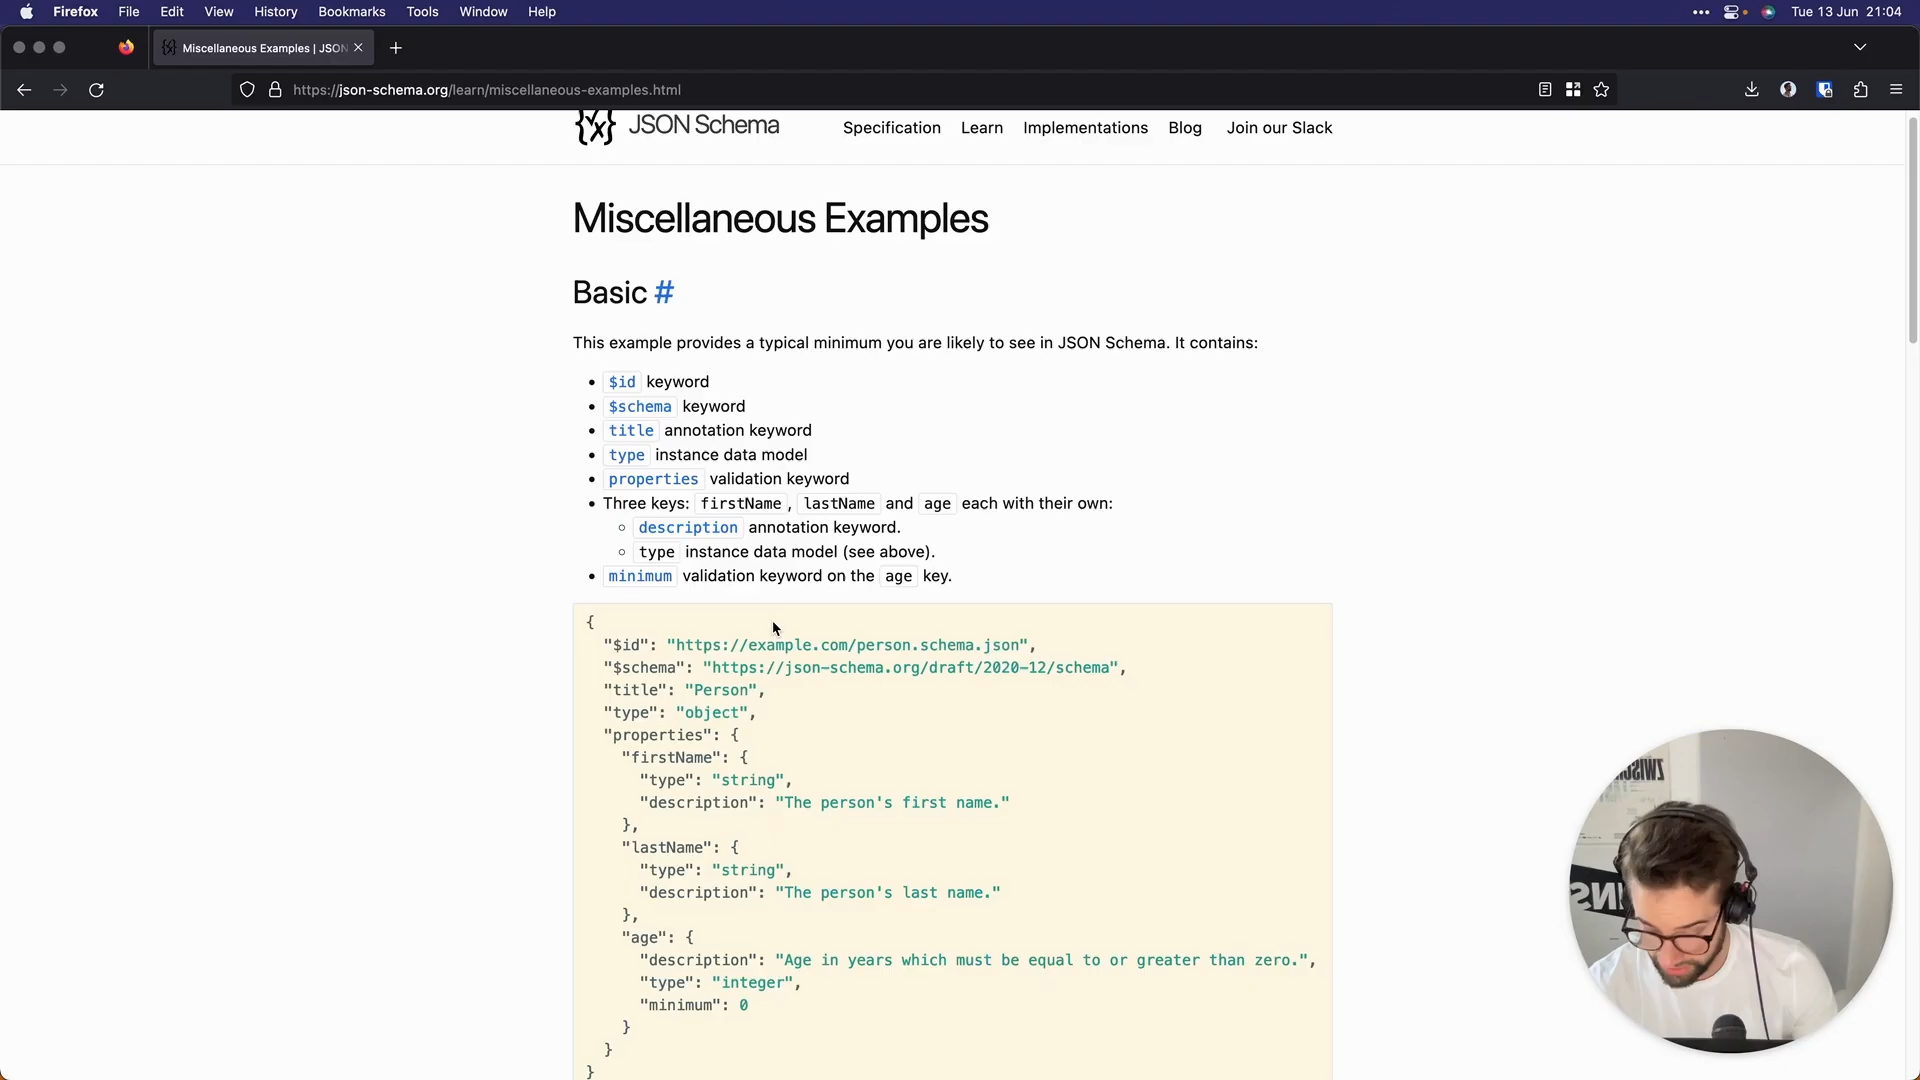 Firefox File Edit View History Bookmarks Tools Window Help
Tue 13 Jun 21:04
Miscellaneous Examples | JSON
https://json-schema.org/learn/miscellaneous-examples.html
JSON Schema
Specification Learn Implementations Blog Join our Slack
Miscellaneous Examples
Basic #
This example provides a typical minimum you are likely to see in JSON Schema. It contains:
$id keyword
$schema keyword
title annotation keyword
type instance data model
properties validation keyword
Three keys: firstName, lastName and age each with their own:
description annotation keyword.
type instance data model (see above).
minimum validation keyword on the age key.
{
"$id": "https://example.com/person.schema.json",
"$schema": "https://json-schema.org/draft/2020-12/schema",
"title": "Person",
"type": "object",
"properties": {
"firstName": {
"type": "string",
"description": "The person's first name."
},
"lastName": {
"type": "string",
"description": "The person's last name."
},
"age": {
"description": "Age in years which must be equal to or greater than zero.",
"type": "integer",
"minimum": 0
}
}
}